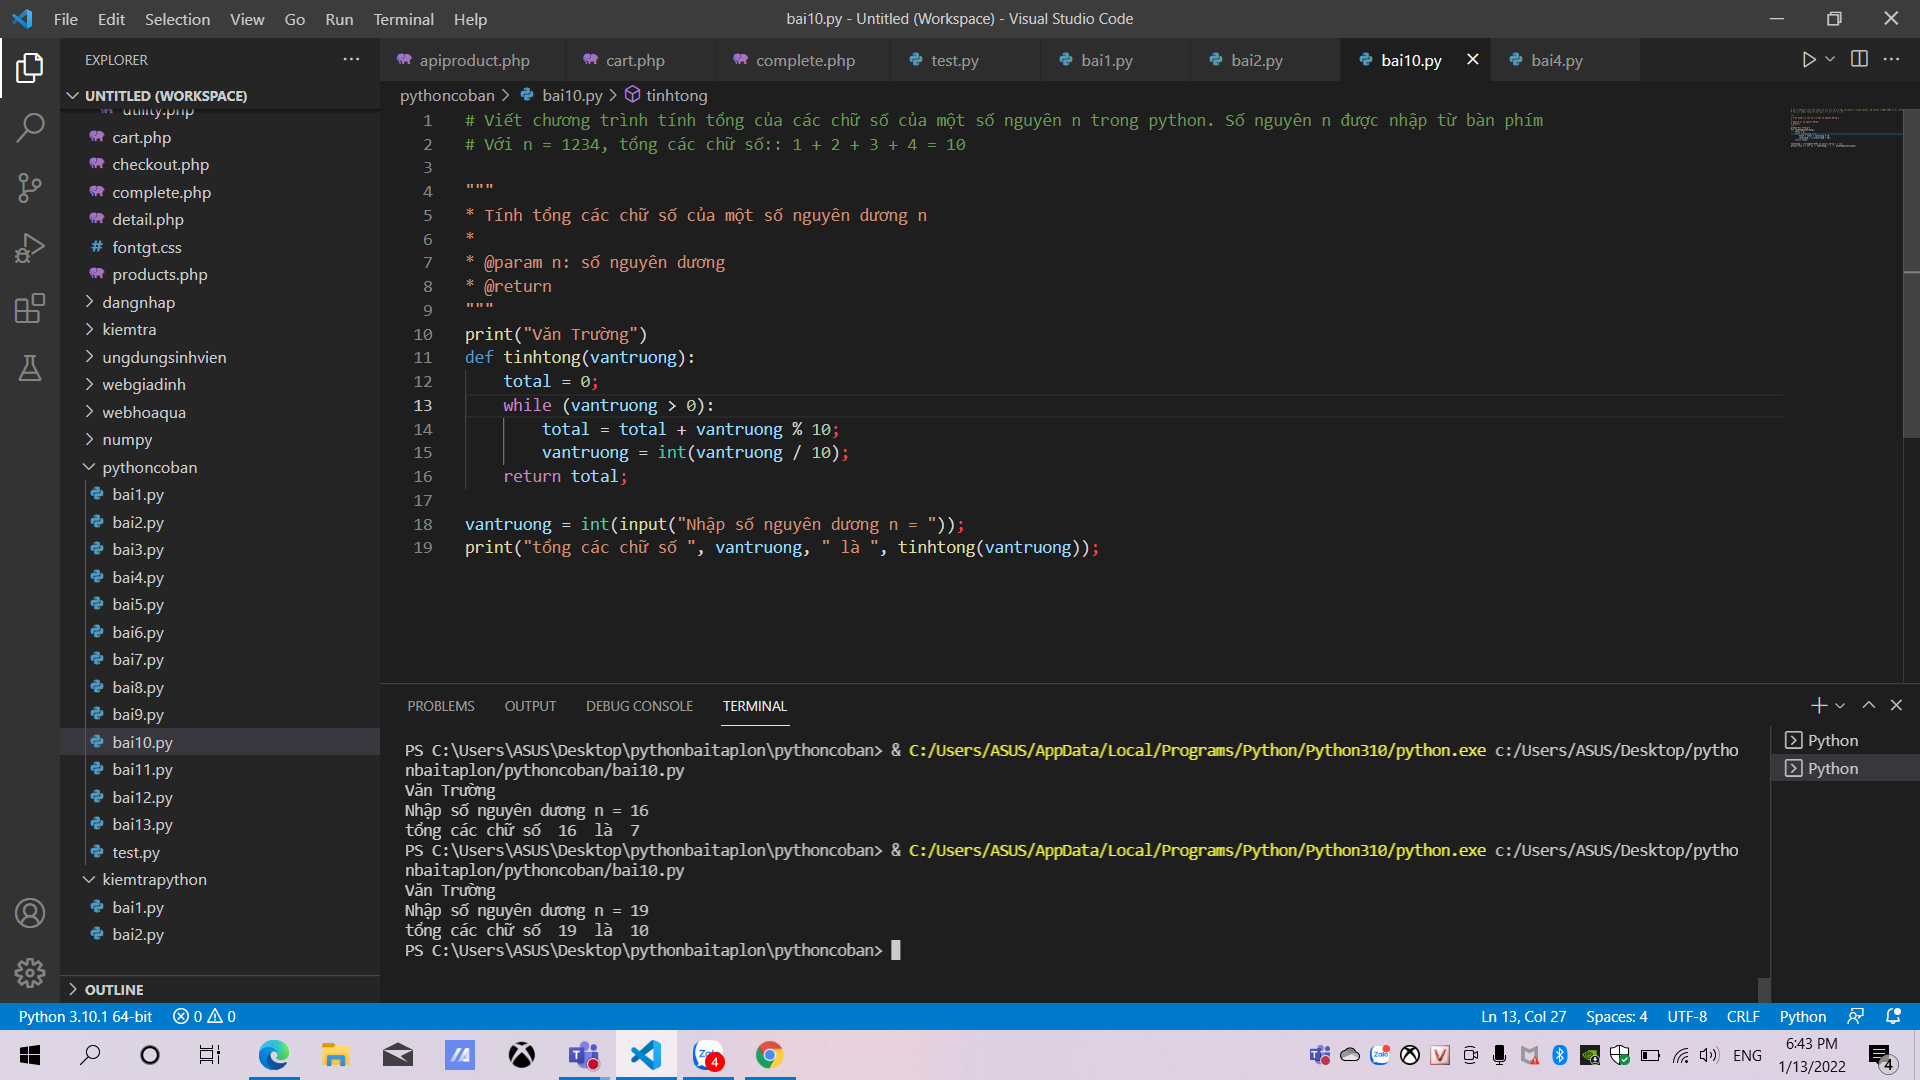 File Edit Selection View Go Run Terminal Help
bai10.py - Untitled (Workspace) - Visual Studio Code
EXPLORER
apiproduct.php cart.php complete.php test.py bai1.py bai2.py bai10.py bai4.py
UNTITLED (WORKSPACE)
utility.php
cart.php
checkout.php
complete.php
detail.php
fontgt.css
products.php
dangnhap
kiemtra
ungdungsinhvien
webgiadinh
webhoaqua
numpy
pythoncoban
bai1.py
bai2.py
bai3.py
bai4.py
bai5.py
bai6.py
bai7.py
bai8.py
bai9.py
bai10.py
bai11.py
bai12.py
bai13.py
test.py
kiemtrapython
bai1.py
bai2.py
OUTLINE
pythoncoban > bai10.py > tinhtong
1 # Viết chương trình tính tổng của các chữ số của một số nguyên n trong python. Số nguyên n được nhập từ bàn phím
2 # Với n = 1234, tổng các chữ số:: 1 + 2 + 3 + 4 = 10
3
4 """
5 * Tính tổng các chữ số của một số nguyên dương n
6 *
7 * @param n: số nguyên dương
8 * @return
9 """
10 print("Văn Trường")
11 def tinhtong(vantruong):
12 total = 0;
13 while (vantruong > 0):
14 total = total + vantruong % 10;
15 vantruong = int(vantruong / 10);
16 return total;
17
18 vantruong = int(input("Nhập số nguyên dương n = "));
19 print("tổng các chữ số ", vantruong, " là ", tinhtong(vantruong));
PROBLEMS OUTPUT DEBUG CONSOLE TERMINAL
PS C:\Users\ASUS\Desktop\pythonbaitaplon\pythoncoban> & C:/Users/ASUS/AppData/Local/Programs/Python/Python310/python.exe c:/Users/ASUS/Desktop/pytho
nbaitaplon/pythoncoban/bai10.py
Văn Trường
Nhập số nguyên dương n = 16
tổng các chữ số  16  là  7
PS C:\Users\ASUS\Desktop\pythonbaitaplon\pythoncoban> & C:/Users/ASUS/AppData/Local/Programs/Python/Python310/python.exe c:/Users/ASUS/Desktop/pytho
nbaitaplon/pythoncoban/bai10.py
Văn Trường
Nhập số nguyên dương n = 19
tổng các chữ số  19  là  10
PS C:\Users\ASUS\Desktop\pythonbaitaplon\pythoncoban>
Python
Python
Python 3.10.1 64-bit 0 0 Ln 13, Col 27 Spaces: 4 UTF-8 CRLF Python
Zalo 4 Zalo ENG
6:43 PM
1/13/2022
4